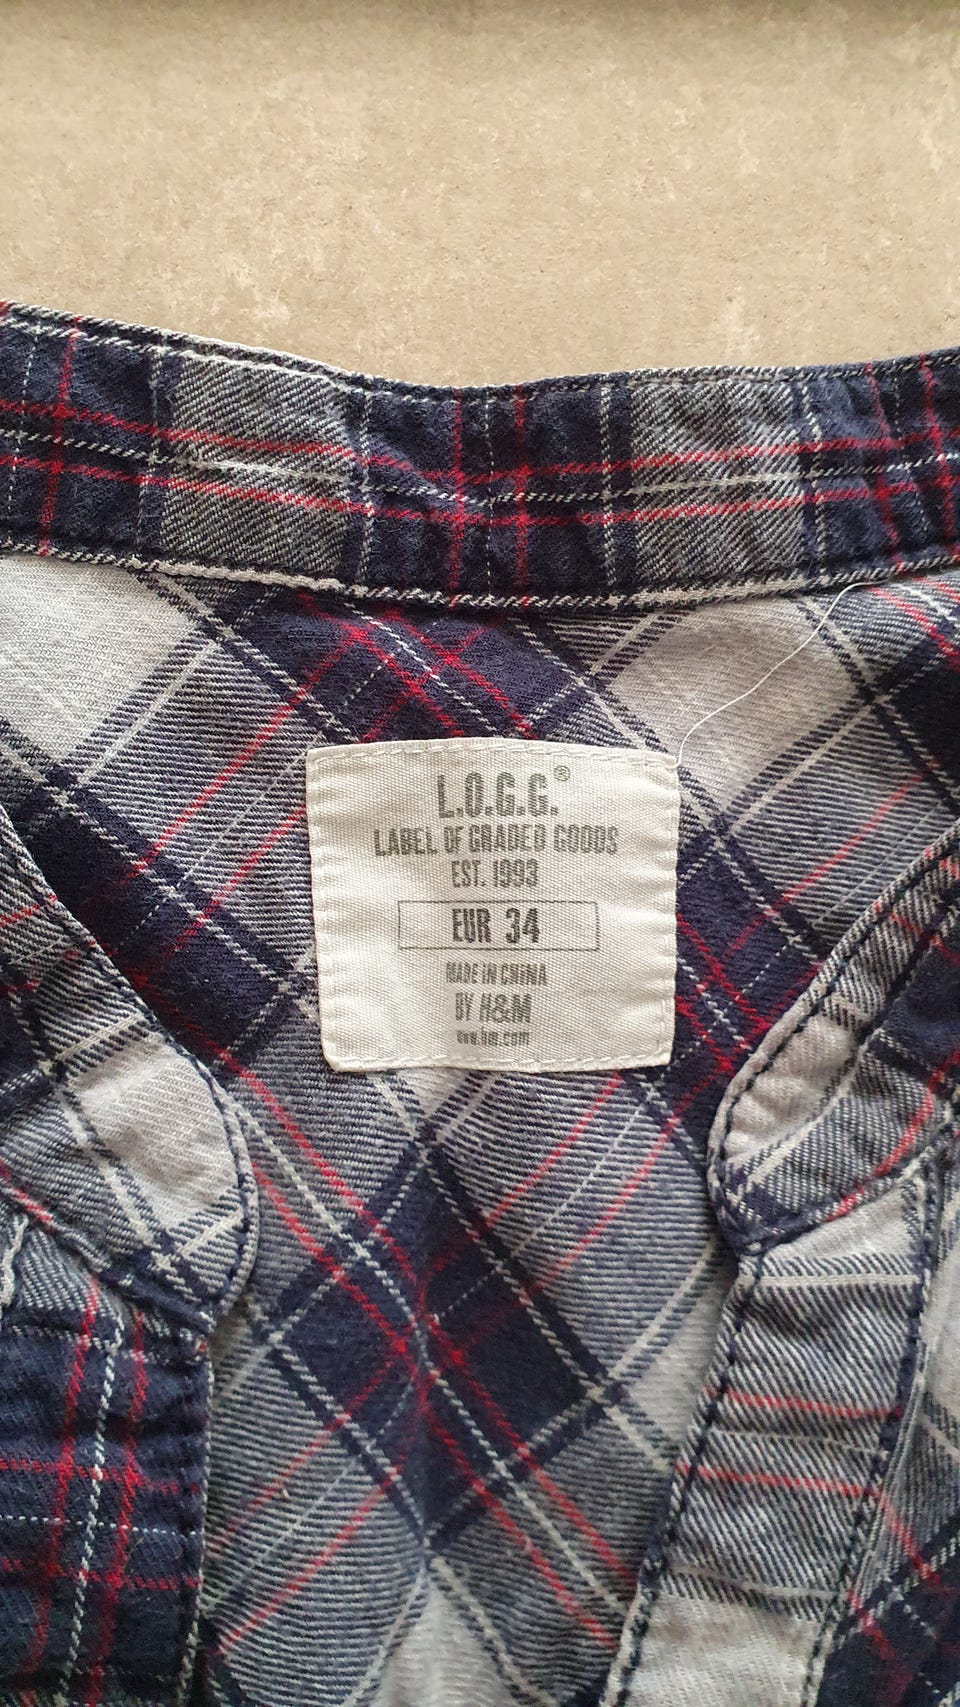 L.O.G.G.®
LABEL OF GRADED GOODS
EST. 1993
EUR 34
MADE IN CHINA
BY H&M
www.hm.com